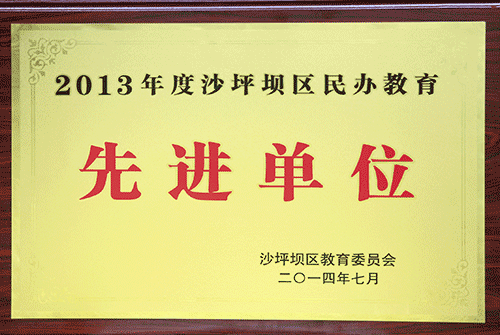 2013年度沙坪坝区民办教育
先进单位
沙坪坝区教育委员会
二〇一四年七月